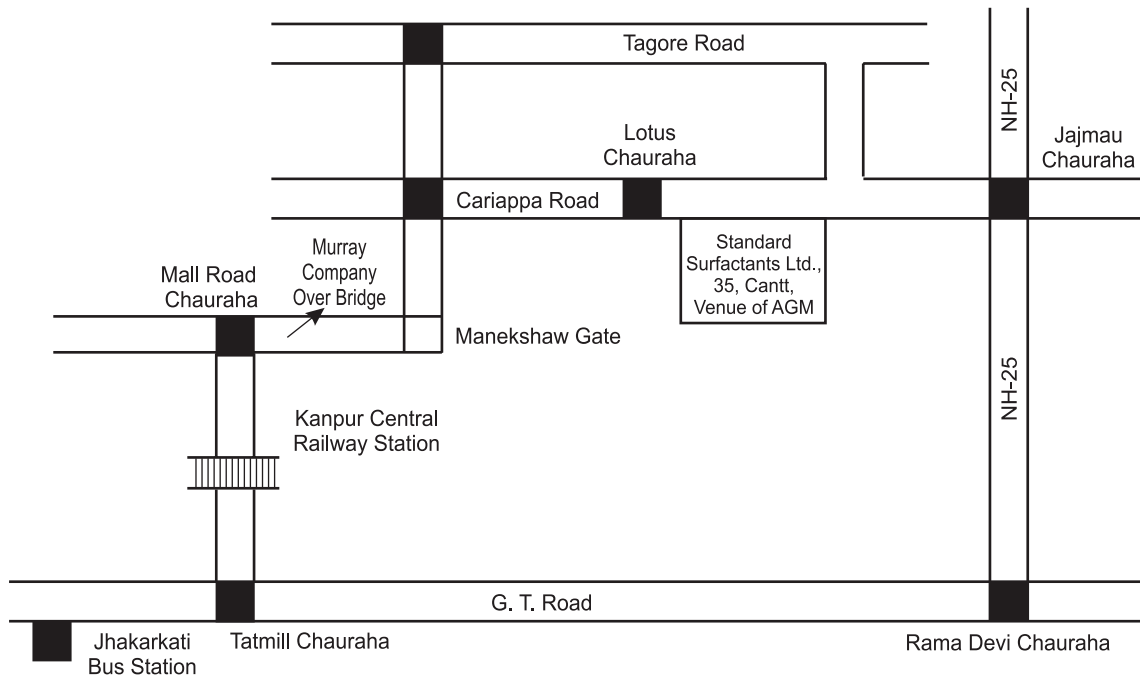 Tagore Road
NH-25
Lotus
Chauraha
Jajmau
Chauraha
Cariappa Road
Murray
Company
Over Bridge
Standard
Surfactants Ltd.,
35, Cantt,
Venue of AGM
Mall Road
Chauraha
Manekshaw Gate
NH-25
Kanpur Central
Railway Station
G. T. Road
Jhakarkati
Bus Station
Tatmill Chauraha
Rama Devi Chauraha